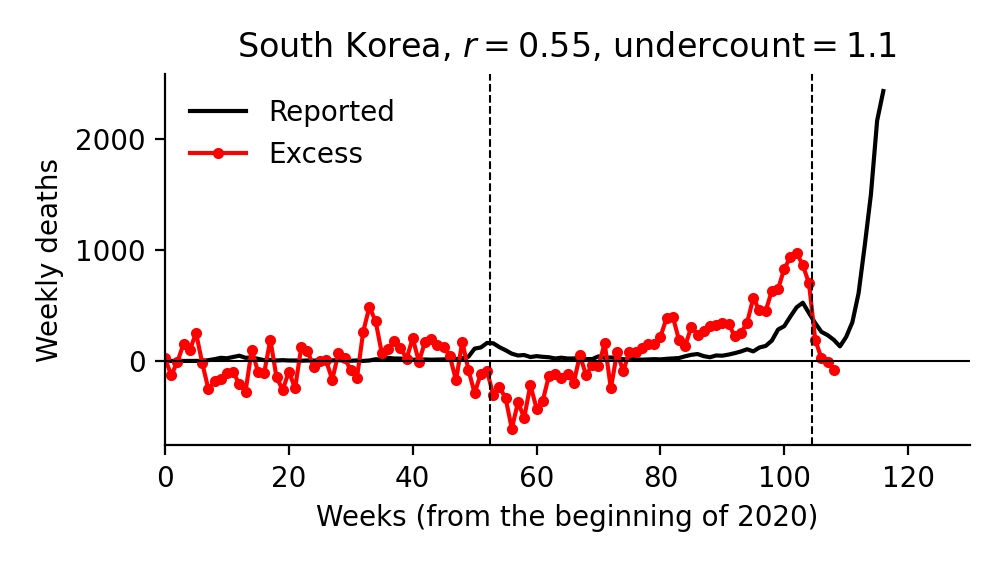 South Korea, r = 0.55, undercount = 1.1
Reported
Excess
Weekly deaths
2000
1000
0
0 20 40 60 80 100 120
Weeks (from the beginning of 2020)